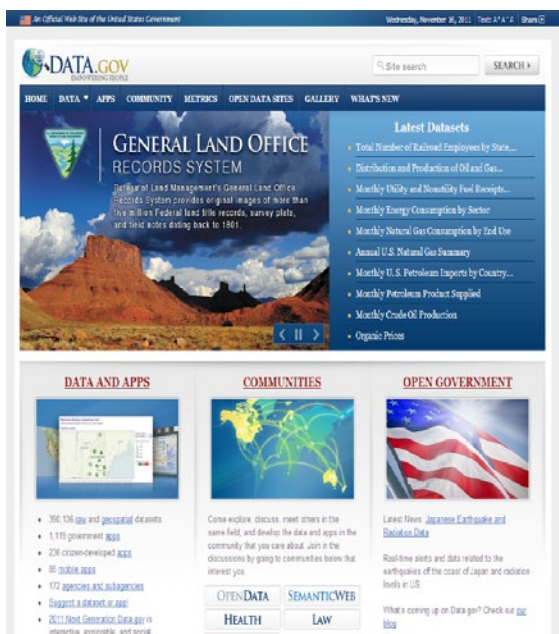 An Official Web Site of the United States Government
Wednesday, November 16, 2011 Text: A+ A- A Share
DATA.GOV
EMPOWERING PEOPLE
Site search
SEARCH
HOME DATA APPS COMMUNITY METRICS OPEN DATA SITES GALLERY WHAT'S NEW
GENERAL LAND OFFICE
RECORDS SYSTEM
Bureau of Land Management's General Land Office
Records System provides original images of more than
five million Federal land title records, survey plats,
and field notes dating back to 1801.
Latest Datasets
Total Number of Railroad Employees by State,...
Distribution and Production of Oil and Gas...
Monthly Utility and Nonutility Fuel Receipts...
Monthly Energy Consumption by Sector
Monthly Natural Gas Consumption by End Use
Annual U.S. Natural Gas Summary
Monthly U.S. Petroleum Imports by Country...
Monthly Petroleum Product Supplied
Monthly Crude Oil Production
Organic Prices
DATA AND APPS
390,136 raw and geospatial datasets
1,119 government apps
236 citizen-developed apps
85 mobile apps
172 agencies and subagencies
Suggest a dataset or app!
2011 Next Generation Data.gov is
interactive, explorable, and social
COMMUNITIES
Come explore, discuss, meet others in the
same field, and develop the data and apps in the
community that you care about. Join in the
discussions by going to communities below that
interest you.
OPENDATA SEMANTICWEB
HEALTH LAW
OPEN GOVERNMENT
Latest News: Japanese Earthquake and
Radiation Data
Real-time alerts and data related to the
earthquakes off the coast of Japan and radiation
levels in US.
What's coming up on Data.gov? Check out our
blog.